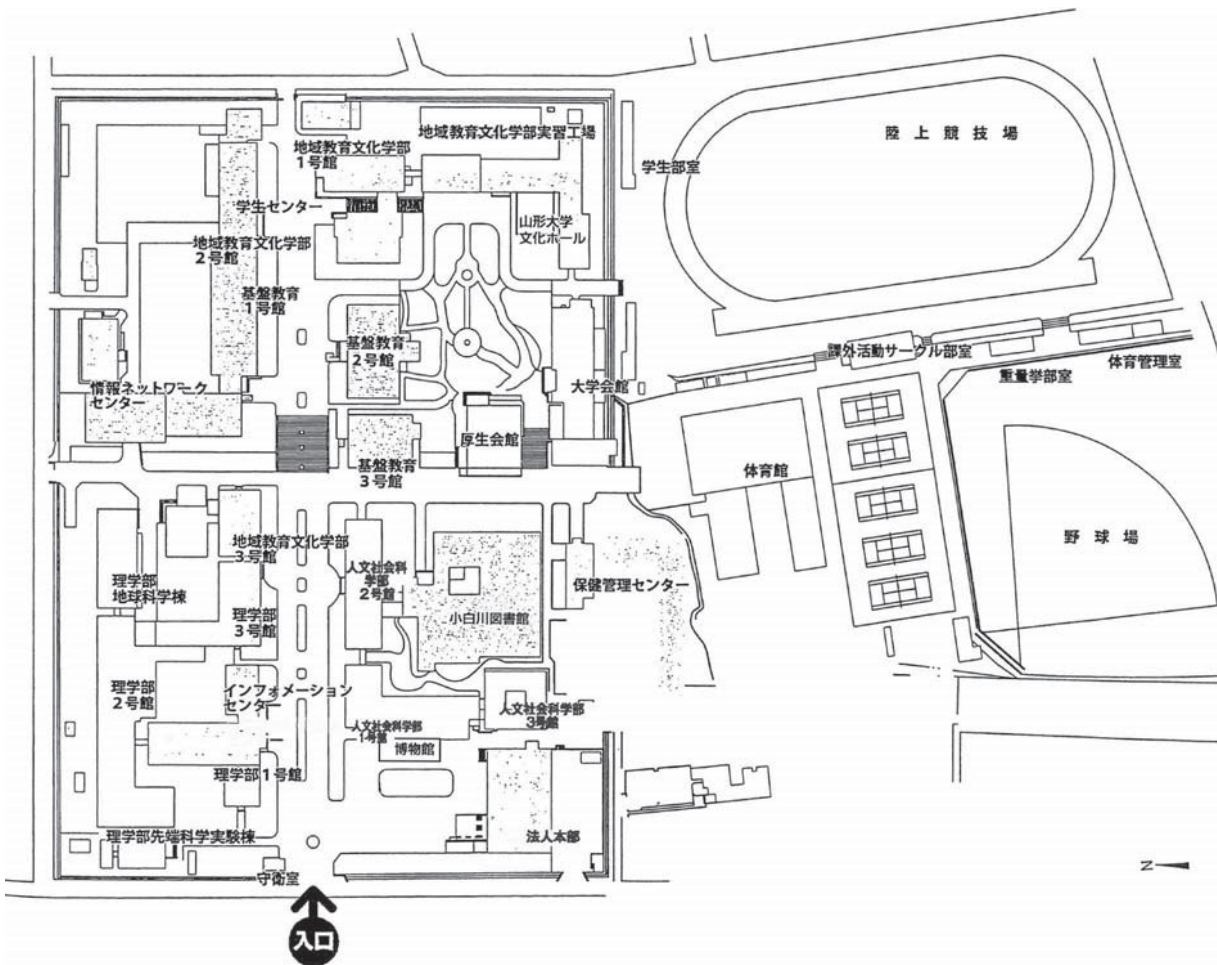 地域教育文化学部実習工場
陸上競技場
地域教育文化学部
1号館
学生部室
学生センター
山形大学
文化ホール
地域教育文化学部
2号館
基盤教育
1号館
基盤教育
2号館
課外活動サークル部室
体育管理室
重量挙部室
情報ネットワーク
センター
大学会館
厚生会館
基盤教育
3号館
体育館
野球場
地域教育文化学部
3号館
人文社会科
学部
2号館
理学部
地球科学棟
保健管理センター
小白川図書館
理学部
3号館
理学部
2号館
インフォメーション
センター
人文社会科学部
3号館
人文社会科学部
1号館
博物館
理学部1号館
理学部先端科学実験棟
法人本部
守衛室
N
入口